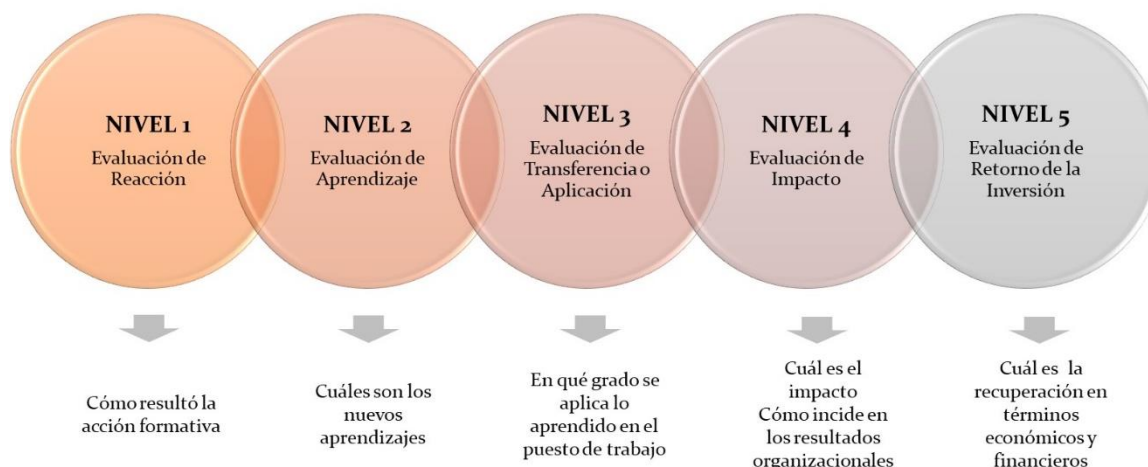 NIVEL 1
Evaluación de
Reacción
NIVEL 2
Evaluación de
Aprendizaje
NIVEL 3
Evaluación de
Transferencia o
Aplicación
NIVEL 4
Evaluación de
Impacto
NIVEL 5
Evaluación de
Retorno de la
Inversión
Cómo resultó la
acción formativa
Cuáles son los
nuevos
aprendizajes
En qué grado se
aplica lo
aprendido en el
puesto de trabajo
Cuál es el
impacto
Cómo incide en
los resultados
organizacionales
Cuál es la
recuperación en
términos
económicos y
financieros